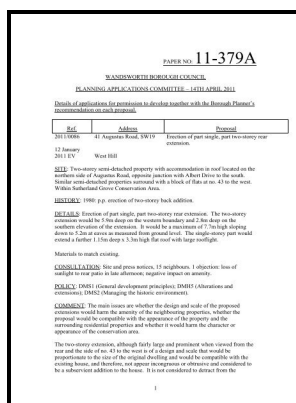 PAPER NO. 11-379A
WANDSWORTH BOROUGH COUNCIL
PLANNING APPLICATIONS COMMITTEE – 14TH APRIL 2011
Details of applications for permission to develop together with the Borough Planner's
recommendation on each proposal.
Ref Address Proposal
2011/0086 41 Augustus Road, SW19 Erection of part single, part two-storey rear
extension.
12 January
2011 EV West Hill
SITE: Two-storey semi-detached property with accommodation in roof located on the
northern side of Augustus Road, opposite junction with Albert Drive to the south.
Similar semi-detached properties surround with a block of flats at no. 43 to the west.
Within Sutherland Grove Conservation Area.
HISTORY: 1980: p.p. erection of two-storey back addition.
DETAILS: Erection of part single, part two-storey rear extension. The two-storey
extension would be 5.9m deep on the western boundary and 2.8m deep on the
southern elevation of the extension. It would be a maximum of 7.7m high sloping
down to 5.2m at eaves as measured from ground level. The single-storey part would
extend a further 1.15m deep x 3.3m high flat roof with large rooflight.
Materials to match existing.
CONSULTATION: Site and press notices, 15 neighbours. 1 objection: loss of
sunlight to rear patio in late afternoon; negative impact on amenity.
POLICY: DMS1 (General development principles); DMH5 (Alterations and
extensions); DMS2 (Managing the historic environment).
COMMENT: The main issues are whether the design and scale of the proposed
extensions would harm the amenity of the neighbouring properties, whether the
proposal would be compatible with the appearance of the property and the
surrounding residential properties and whether it would harm the character or
appearance of the conservation area.
The two-storey extension, although fairly large and prominent when viewed from the
rear and the side of no. 43 to the west is of a design and scale that would be
proportionate to the size of the original dwelling and would be compatible with the
existing house, and therefore, not appear incongruous or obtrusive and considered to
be a subservient addition to the house. It is not considered to detract from the
1